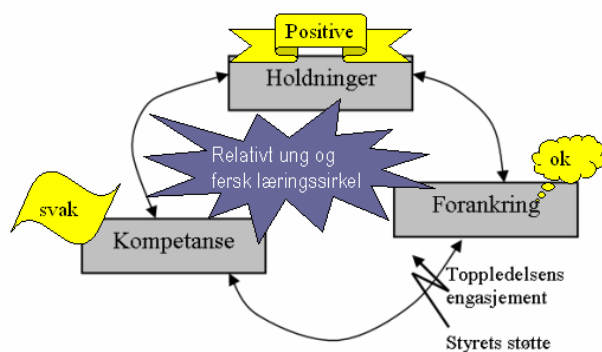 Positive
Holdninger
Relativt ung og
fersk læringssirkel
ok
Forankring
svak
Kompetanse
Toppledelsens
engasjement
Styrets støtte